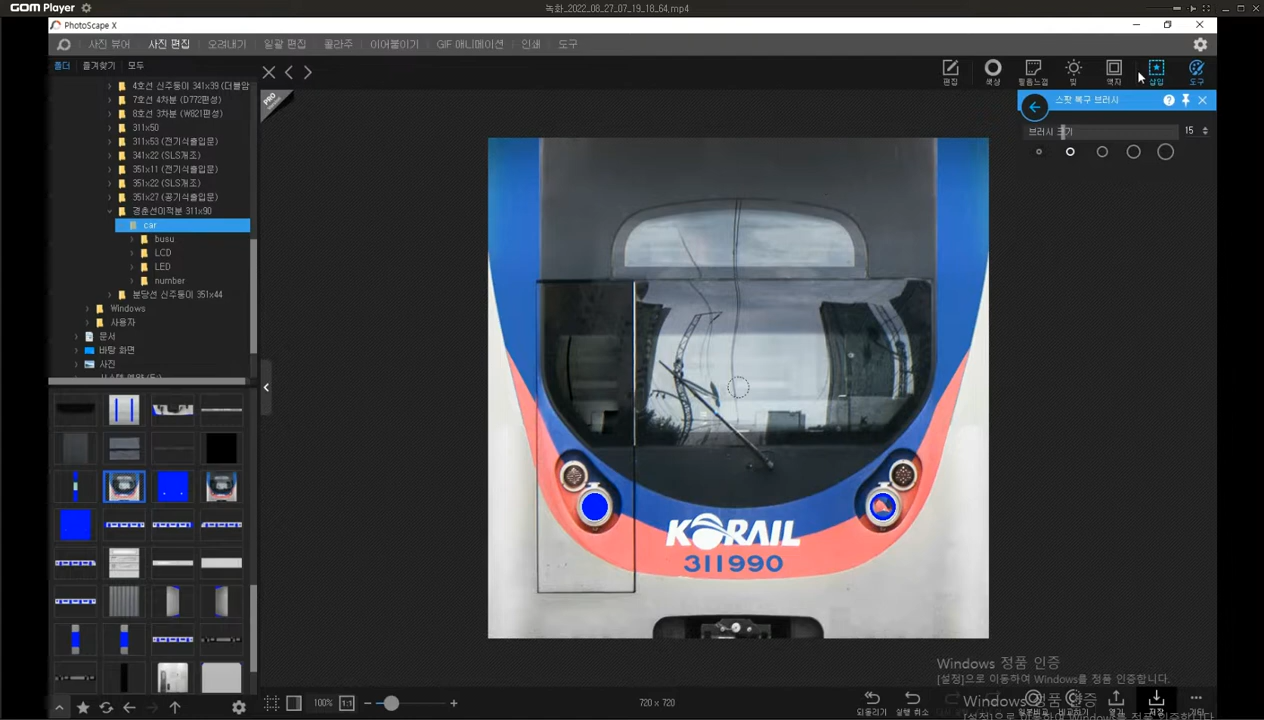 GOM Player
녹화_2022_08_27_07_19_18_64,mp4
PhotoScape X
사진 뷰어 사진 편집 오려내기 일괄 편집 콜라주 이어붙이기 GIF 애니메이션 인쇄 도구
폴더 즐겨찾기 모두
편집 색상 필름느낌 빛 액자 삽입 도구
PRO
4호선 신주둥이 341x39 (더블암
7호선 4차분 (D772편성)
8호선 3차분 (W821편성)
311x50
311x53 (전기식출입문)
341x22 (SLS개조)
351x11 (전기식출입문)
351x22 (SLS개조)
351x27 (공기식출입문)
경춘선미적분 311x90
car
busu
LCD
LED
number
분당선 신주둥이 351x44
Windows
사용자
문서
바탕 화면
사진
스팟 복구 브러시
브러시 크기 15
KORAIL
311990
Windows 정품 인증
[설정]으로 이동하여 Windows를 정품 인증합니다.
Windows 정품 인증
100% 1:1 720 x 720
되돌리기 실행 취소 저장